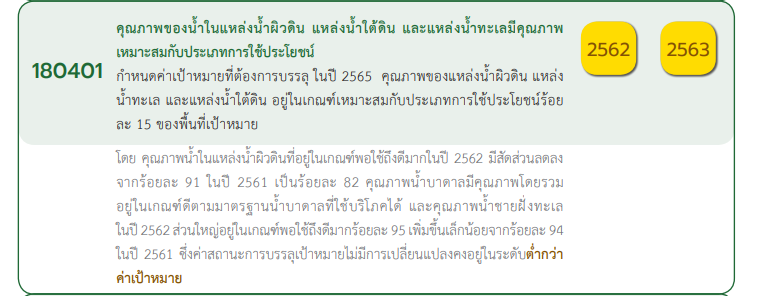 คุณภาพของน้ำในแหล่งน้ำผิวดิน แหล่งน้ำใต้ดิน และแหล่งน้ำทะเลมีคุณภาพ
เหมาะสมกับประเภทการใช้ประโยชน์
180401
กำหนดค่าเป้าหมายที่ต้องการบรรลุ ในปี 2565 คุณภาพของแหล่งน้ำผิวดิน แหล่ง
น้ำทะเล และแหล่งน้ำใต้ดิน อยู่ในเกณฑ์เหมาะสมกับประเภทการใช้ประโยชน์ร้อย
ละ 15 ของพื้นที่เป้าหมาย
2562
2563
โดย คุณภาพน้ำในแหล่งน้ำผิวดินที่อยู่ในเกณฑ์พอใช้ถึงดีมากในปี 2562 มีสัดส่วนลดลง
จากร้อยละ 91 ในปี 2561 เป็นร้อยละ 82 คุณภาพน้ำบาดาลมีคุณภาพโดยรวม
อยู่ในเกณฑ์ดีตามมาตรฐานน้ำบาดาลที่ใช้บริโภคได้ และคุณภาพน้ำชายฝั่งทะเล
ในปี 2562 ส่วนใหญ่อยู่ในเกณฑ์พอใช้ถึงดีมากร้อยละ 95 เพิ่มขึ้นเล็กน้อยจากร้อยละ 94
ในปี 2561 ซึ่งค่าสถานะการบรรลุเป้าหมายไม่มีการเปลี่ยนแปลงคงอยู่ในระดับต่ำกว่า
ค่าเป้าหมาย